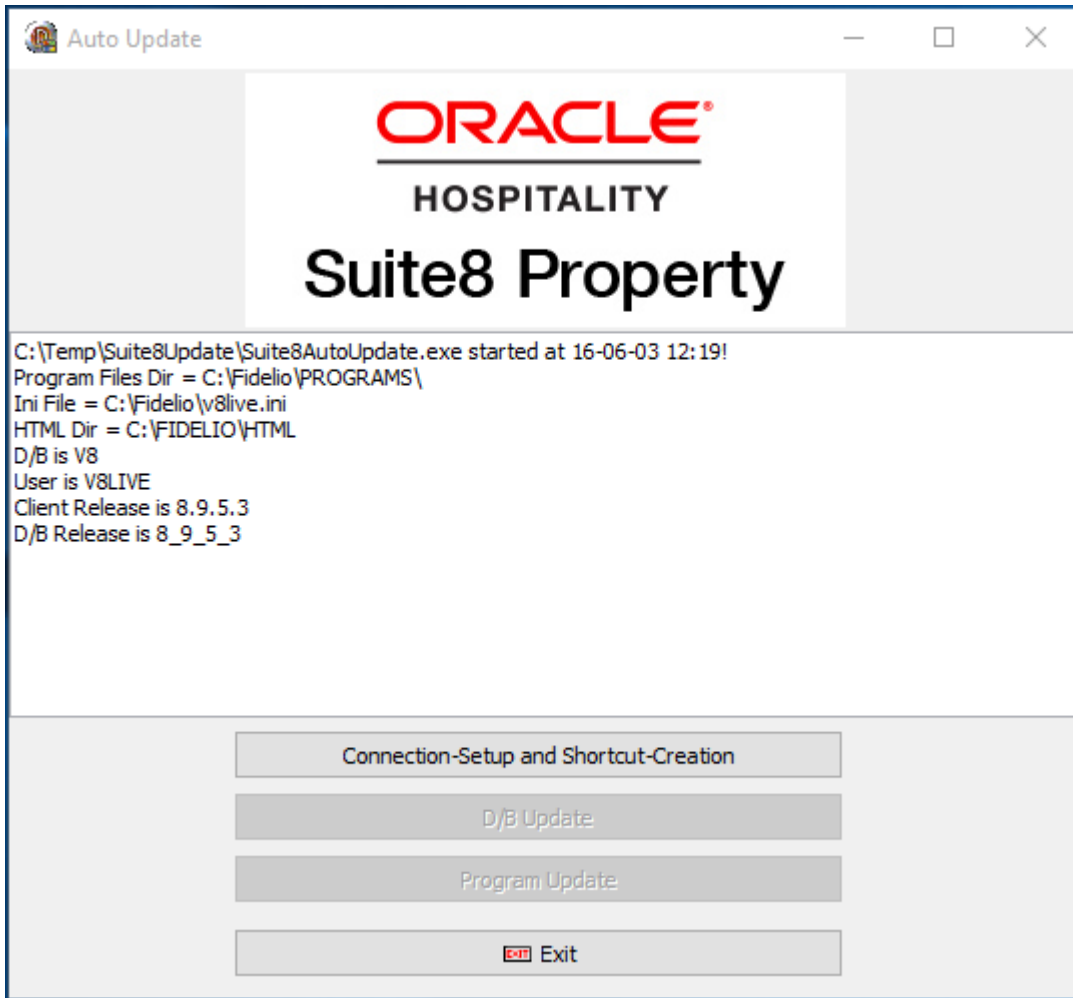 Auto Update
ORACLE®
HOSPITALITY
Suite8 Property
C:\Temp\Suite8Update\Suite8AutoUpdate.exe started at 16-06-03 12:19!
Program Files Dir = C:\Fidelio\PROGRAMS\
Ini File = C:\Fidelio\v8live.ini
HTML Dir = C:\FIDELIO\HTML
D/B is V8
User is V8LIVE
Client Release is 8.9.5.3
D/B Release is 8_9_5_3
Connection-Setup and Shortcut-Creation
D/B Update
Program Update
EXIT Exit